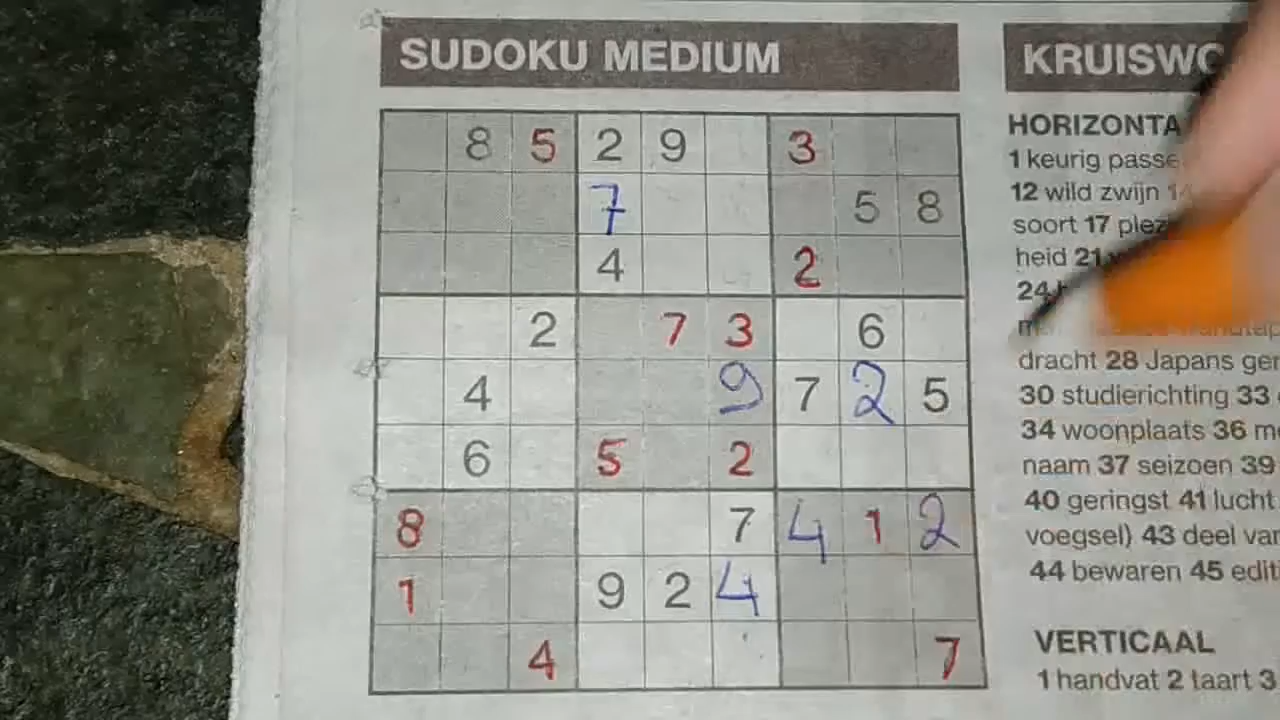 SUDOKU MEDIUM
KRUISWO
8 5 2 9 3
7 5 8
4 2
2 7 3 6
4 9 7 2 5
6 5 2
8 7 4 1 2
1 9 2 4
4 7
HORIZONTA
1 keurig passe
12 wild zwijn
soort 17 plez
heid 21
24
dracht 28 Japans ger
30 studierichting 33
34 woonplaats 36 me
naam 37 seizoen 39
40 geringst 41 lucht
voegsel) 43 deel van
44 bewaren 45 editi
VERTICAAL
1 handvat 2 taart 3